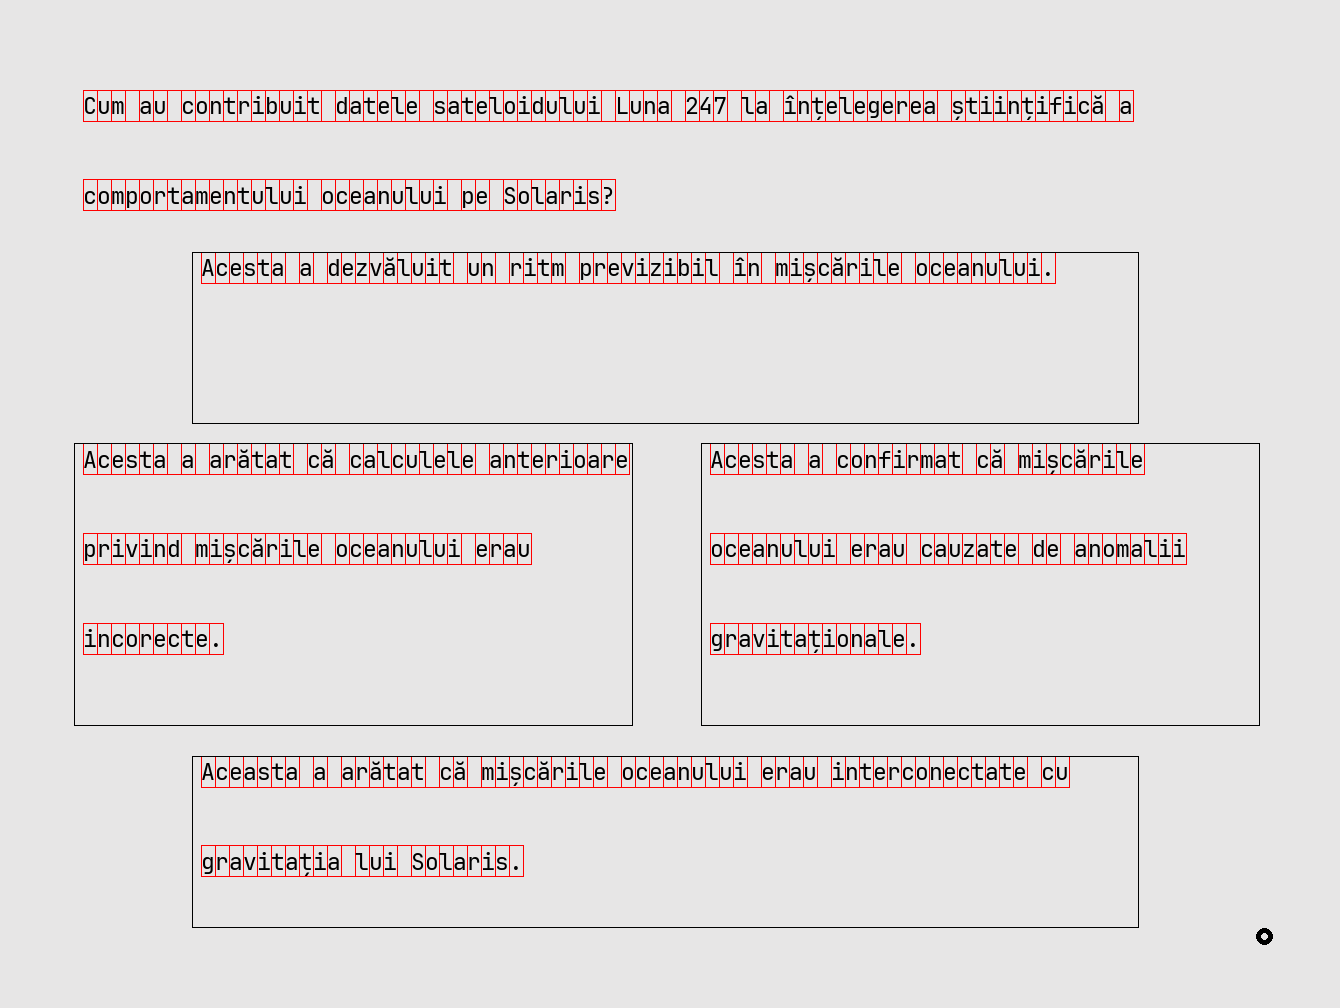 Cum au contribuit datele sateloidului Luna 247 la înțelegerea științifică a
comportamentului oceanului pe Solaris?
Acesta a dezvăluit un ritm previzibil în mișcările oceanului.
Acesta a arătat că calculele anterioare
privind mișcările oceanului erau
incorecte.
Acesta a confirmat că mișcările
oceanului erau cauzate de anomalii
gravitaționale.
Aceasta a arătat că mișcările oceanului erau interconectate cu
gravitația lui Solaris.